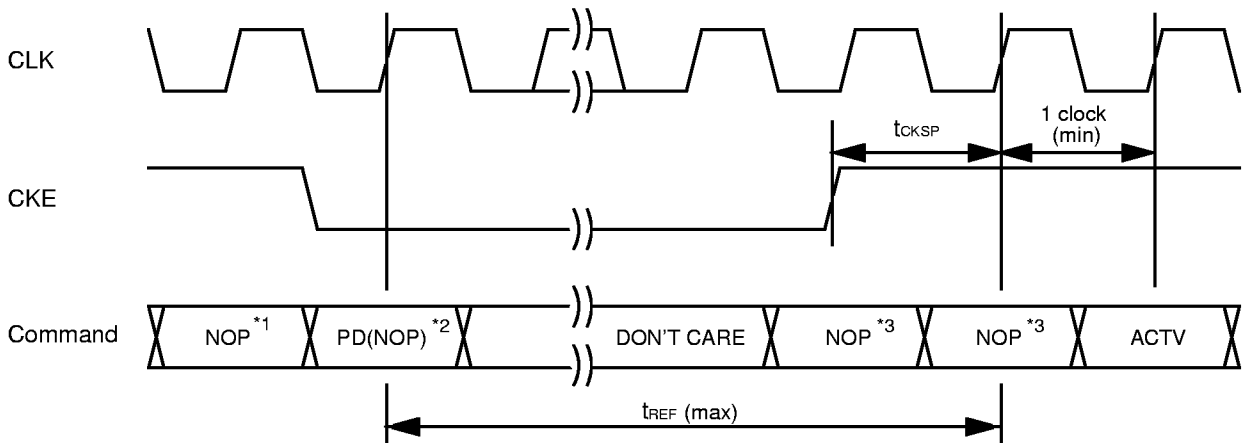 CLK
tCKSP
1 clock
(min)
CKE
Command
NOP *1
PD(NOP) *2
DON'T CARE
NOP *3
NOP *3
ACTV
tREF (max)